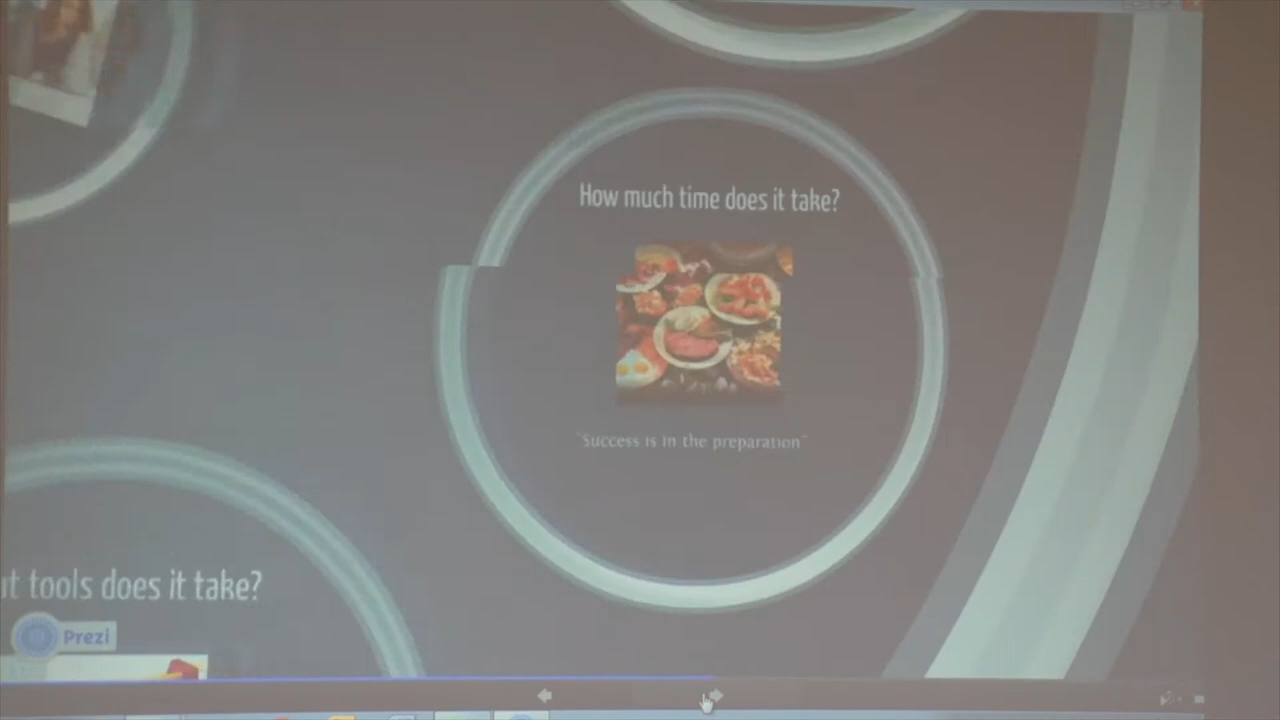 How much time does it take?
"Success is in the preparation"
tools does it take?
Prezi